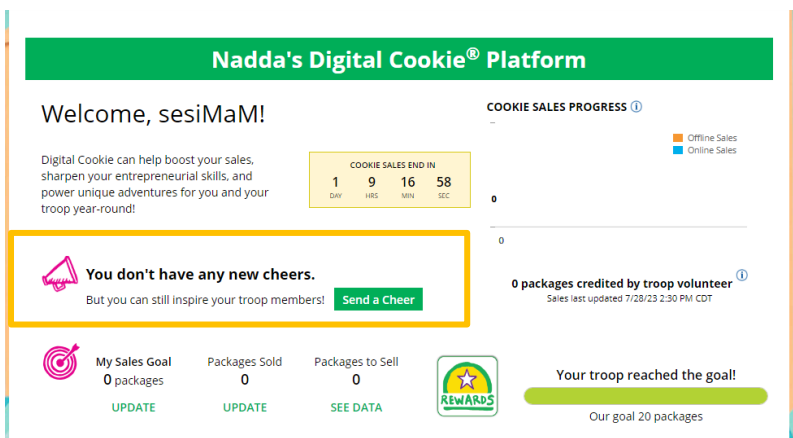 Nadda's Digital Cookie® Platform
Welcome, sesiMaM!
Digital Cookie can help boost your sales,
sharpen your entrepreneurial skills, and
power unique adventures for you and your
troop year-round!
COOKIE SALES END IN
1 9 16 58
DAY HRS MIN SEC
COOKIE SALES PROGRESS ⓘ
Offline Sales
Online Sales
0
0
You don't have any new cheers.
But you can still inspire your troop members! Send a Cheer
0 packages credited by troop volunteer ⓘ
Sales last updated 7/28/23 2:30 PM CDT
My Sales Goal
0 packages
UPDATE
Packages Sold
0
UPDATE
Packages to Sell
0
SEE DATA
REWARDS
Your troop reached the goal!
Our goal 20 packages